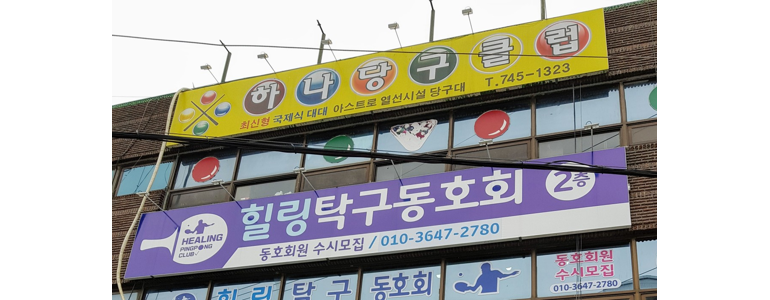 하나당구클럽
최신형 국제식 대대 아스트로 열선시설 당구대 T.745-1323
HEALING
PINGPONG
CLUB
힐링탁구동호회 2층
동호회원 수시모집 / 010-3647-2780
힐링 탁구 동호회
동호회원
수시모집
010-3647-2780